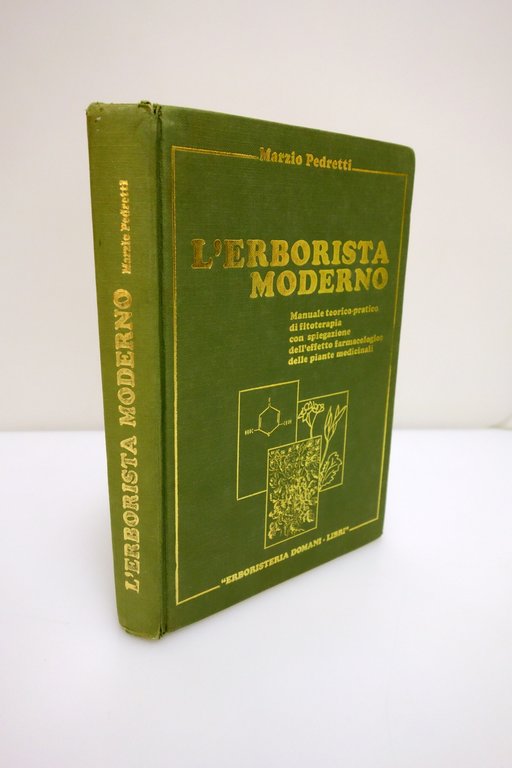 Marzio Pedretti
L'ERBORISTA
MODERNO
Manuale teorico-pratico
di fitoterapia
con spiegazione
dell'effetto farmacologico
delle piante medicinali
"ERBORISTERIA DOMANI - LIBRI"
L'ERBORISTA MODERNO Marzio Pedretti